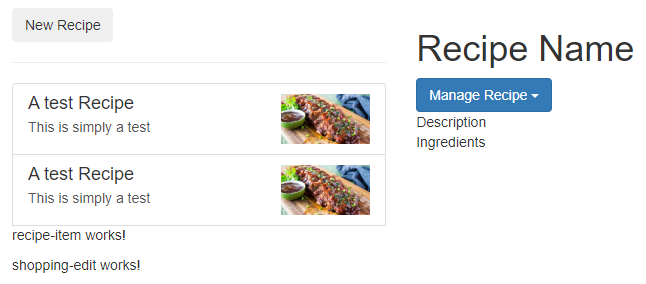 New Recipe
A test Recipe
This is simply a test
A test Recipe
This is simply a test
recipe-item works!
shopping-edit works!
Recipe Name
Manage Recipe
Description
Ingredients